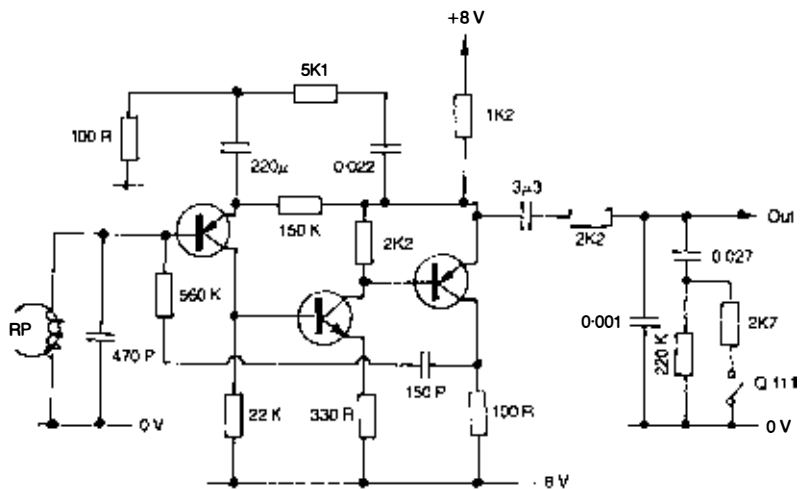 +8 V
5K1
1K2
100 R
220μ
0·022
3μ3
Out
150 K
2K2
2K2
0·027
560 K
RP
0·001
2K7
220 K
470 P
150 P
22 K
330 R
100 R
0 V
0 V
- 8 V